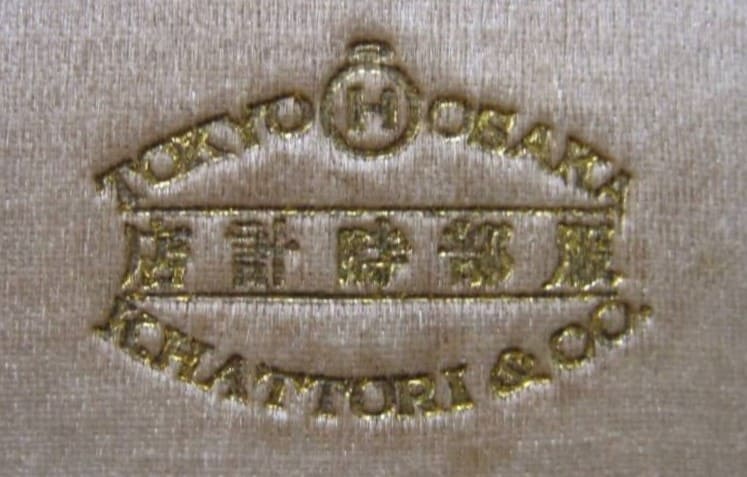 TOKYO H OSAKA
店計時部服
K.HATTORI & CO.